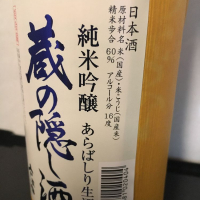 日本酒
原材料名 米(国産)・米こうじ(国産米)
精米歩合 60% アルコール分 16度
純米吟醸 あらばしり生
蔵の隠し酒